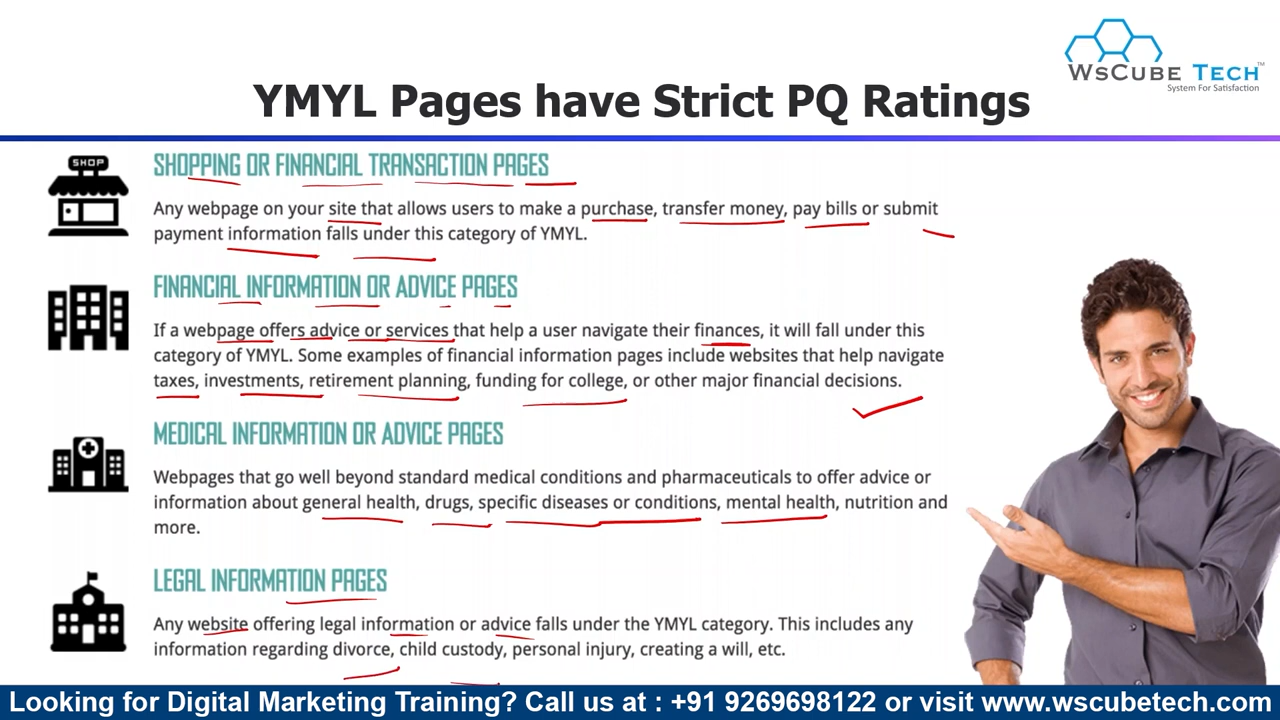 WsCube Tech™
System For Satisfaction
YMYL Pages have Strict PQ Ratings
SHOP
SHOPPING OR FINANCIAL TRANSACTION PAGES
Any webpage on your site that allows users to make a purchase, transfer money, pay bills or submit
payment information falls under this category of YMYL.
FINANCIAL INFORMATION OR ADVICE PAGES
If a webpage offers advice or services that help a user navigate their finances, it will fall under this
category of YMYL. Some examples of financial information pages include websites that help navigate
taxes, investments, retirement planning, funding for college, or other major financial decisions.
MEDICAL INFORMATION OR ADVICE PAGES
Webpages that go well beyond standard medical conditions and pharmaceuticals to offer advice or
information about general health, drugs, specific diseases or conditions, mental health, nutrition and
more.
LEGAL INFORMATION PAGES
Any website offering legal information or advice falls under the YMYL category. This includes any
information regarding divorce, child custody, personal injury, creating a will, etc.
Looking for Digital Marketing Training? Call us at : +91 9269698122 or visit www.wscubetech.com